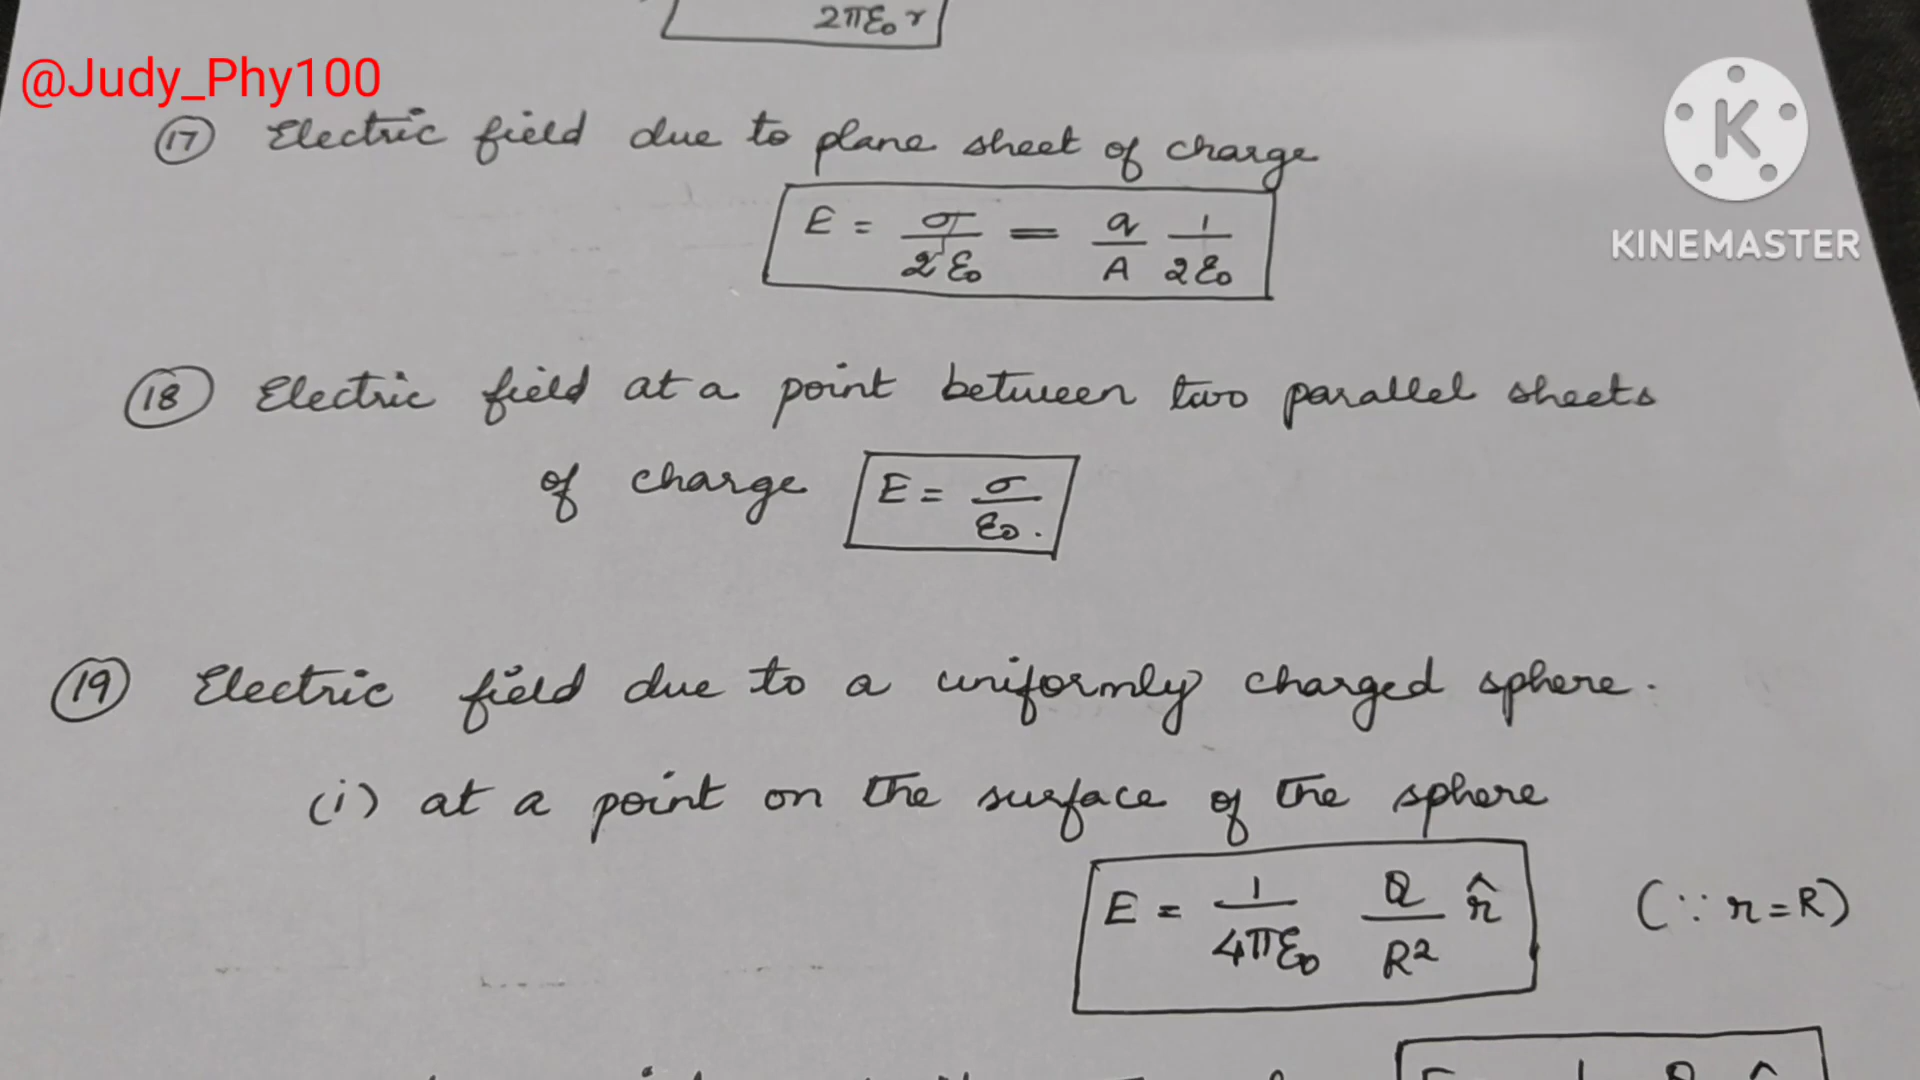 2πε₀ r
@Judy_Phy100
(17) Electric field due to plane sheet of charge
E = σ/2ε₀ = q/A 1/2ε₀
KINEMASTER
(18) Electric field at a point between two parallel sheets
of charge E = σ/ε₀.
(19) Electric field due to a uniformly charged sphere.
(i) at a point on the surface of the sphere
E = 1/4πε₀ Q/R² r̂ (∵ r = R)